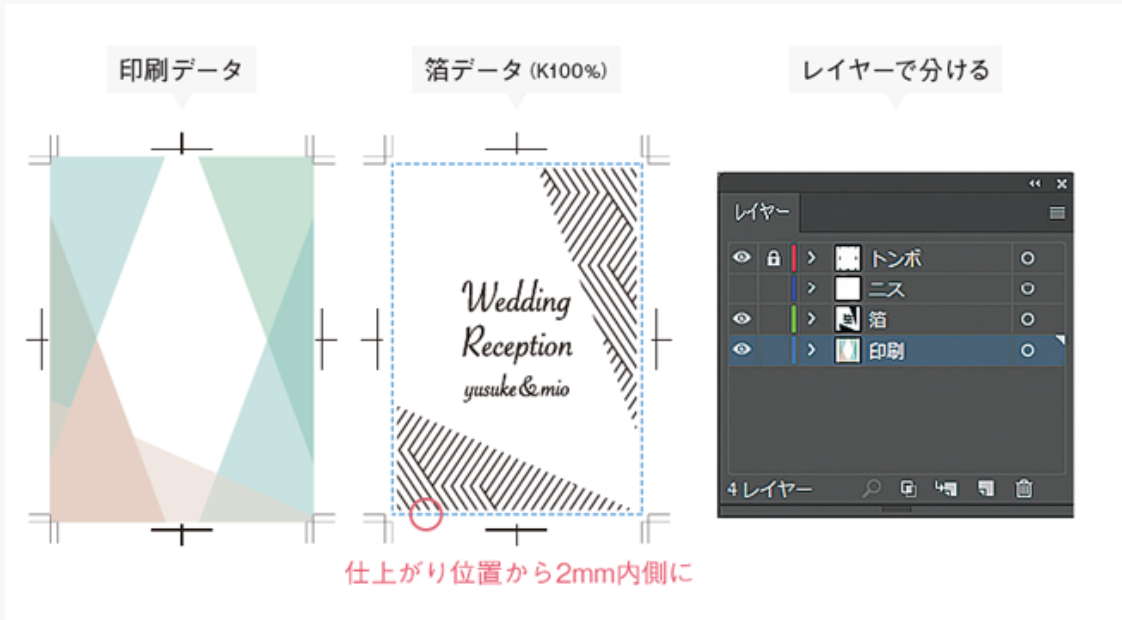 印刷データ
箔データ (K100%)
レイヤーで分ける
Wedding
Reception
yusuke&mio
仕上がり位置から2mm内側に
レイヤー
トンボ
ニス
箔
印刷
4 レイヤー